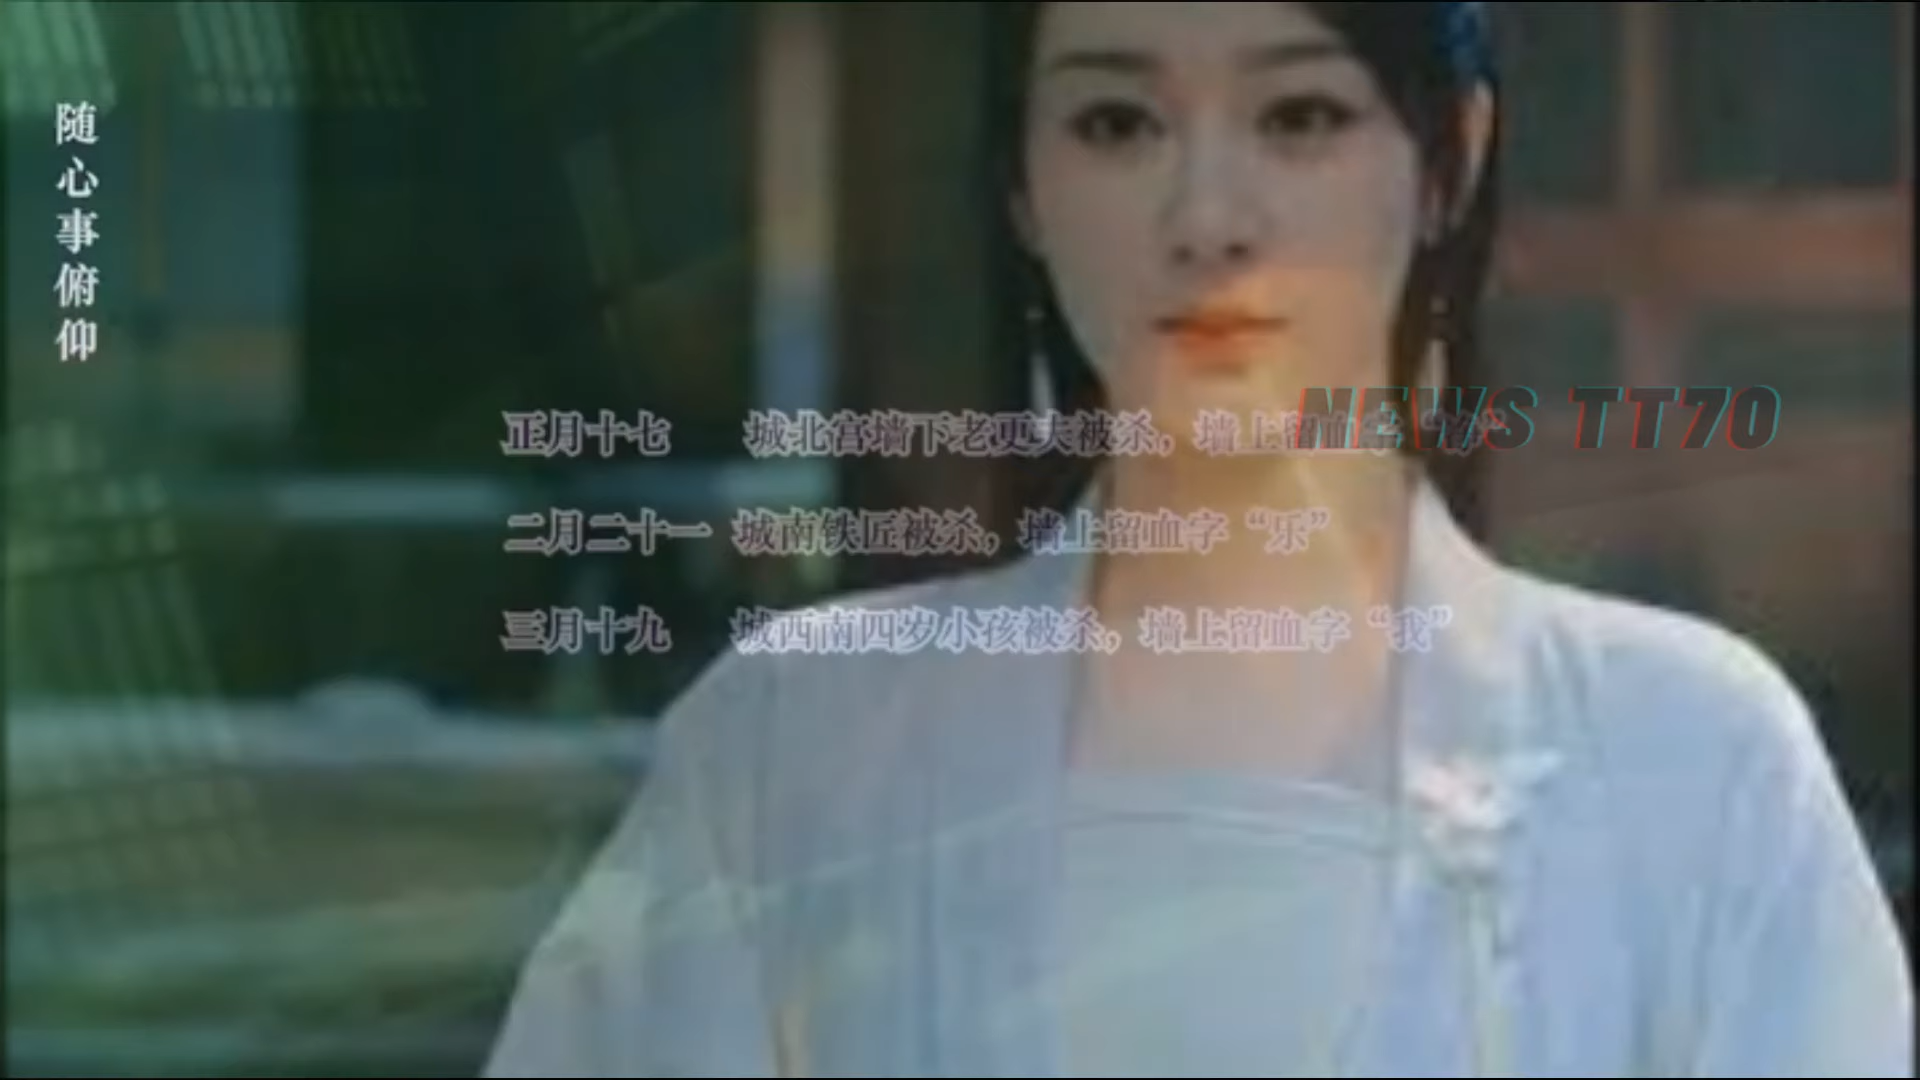 随心事俯仰
正月十七 城北宫墙下老更夫被杀，墙上留血字“
NEWS TT70
二月二十一 城南铁匠被杀，墙上留血字“乐”
三月十九 城西南四岁小孩被杀，墙上留血字“我”